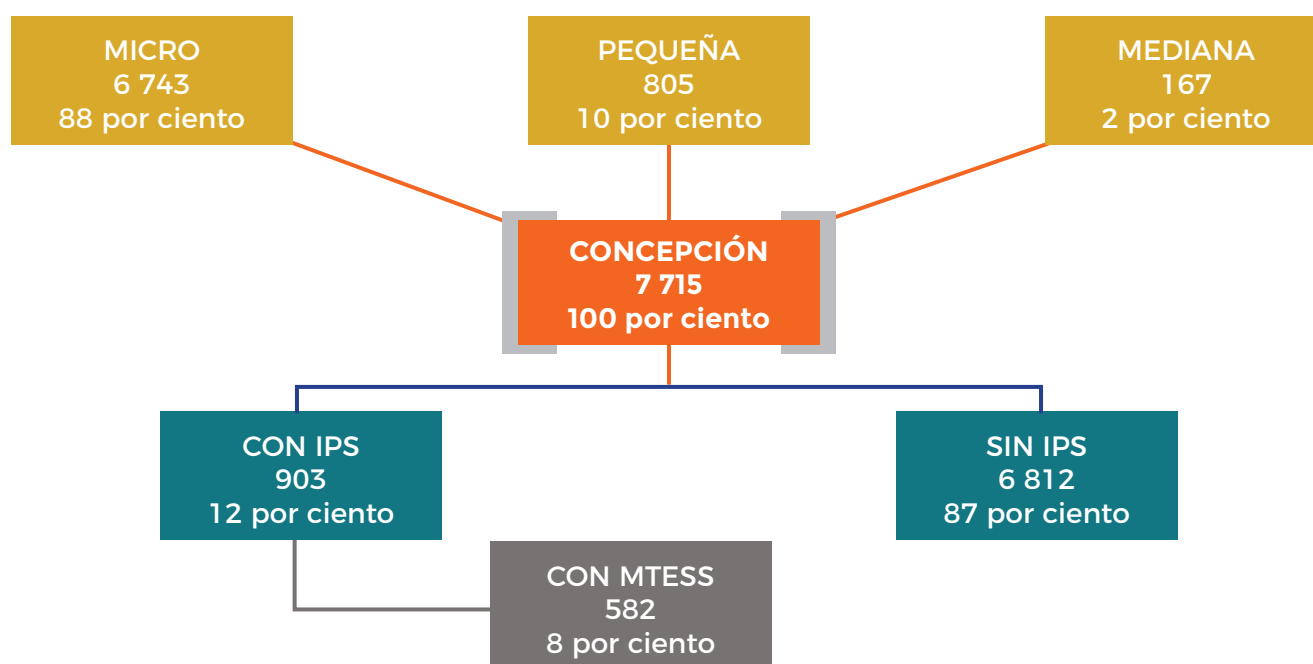 MICRO
6 743
88 por ciento
PEQUEÑA
805
10 por ciento
MEDIANA
167
2 por ciento
CONCEPCIÓN
7 715
100 por ciento
CON IPS
903
12 por ciento
SIN IPS
6 812
87 por ciento
CON MTESS
582
8 por ciento